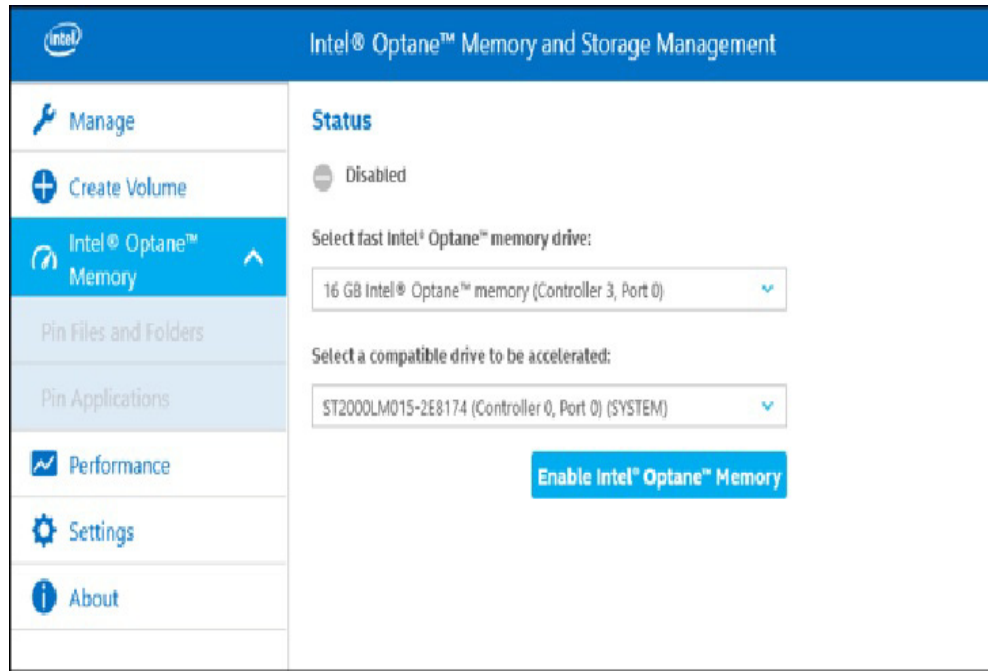 intel
Intel® Optane™ Memory and Storage Management
Manage
Create Volume
Intel® Optane™
Memory
Pin Files and Folders
Pin Applications
Performance
Settings
About
Status
Disabled
Select fast Intel® Optane™ memory drive:
16 GB Intel® Optane™ memory (Controller 3, Port 0)
Select a compatible drive to be accelerated:
ST2000LM015-2E8174 (Controller 0, Port 0) (SYSTEM)
Enable Intel® Optane™ Memory